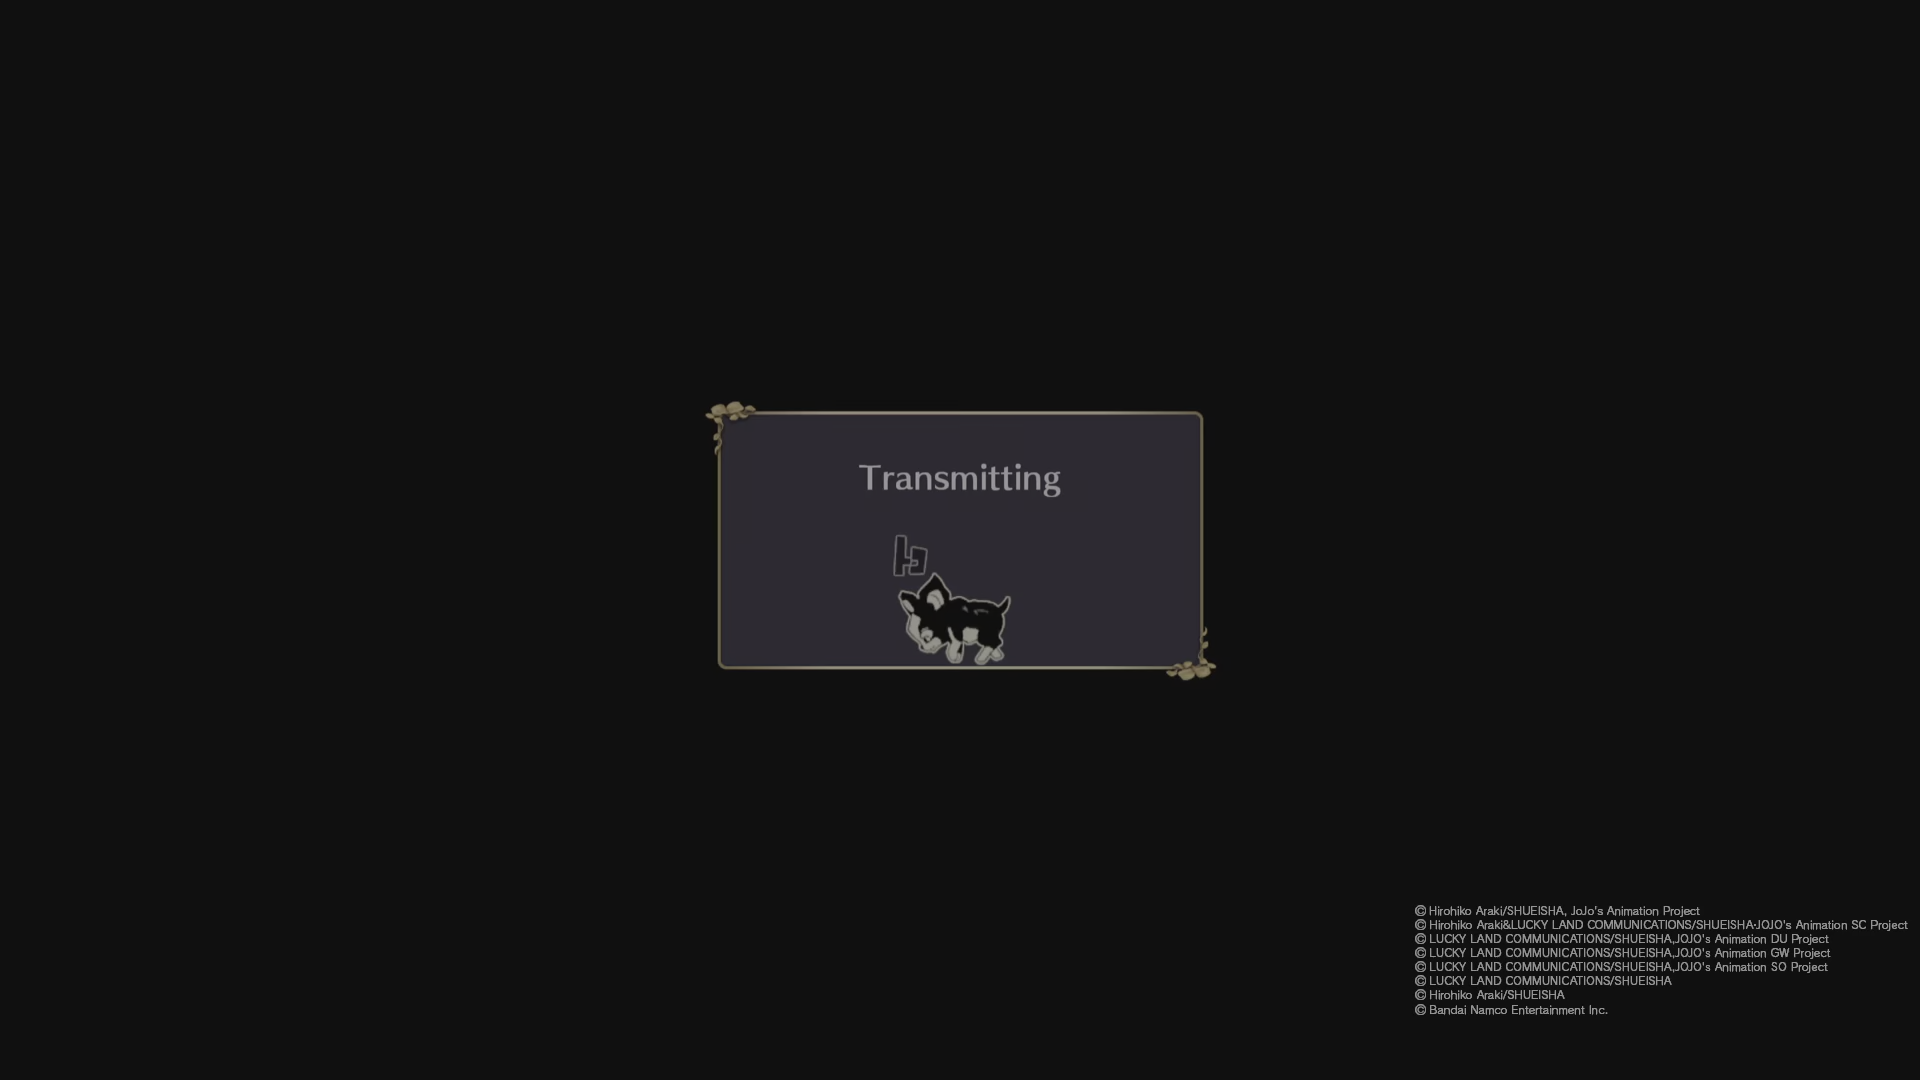 Transmitting
トコ
© Hirohiko Araki/SHUEISHA, JoJo's Animation Project
© Hirohiko Araki&LUCKY LAND COMMUNICATIONS/SHUEISHA·JOJO's Animation SC Project
© LUCKY LAND COMMUNICATIONS/SHUEISHA,JOJO's Animation DU Project
© LUCKY LAND COMMUNICATIONS/SHUEISHA,JOJO's Animation GW Project
© LUCKY LAND COMMUNICATIONS/SHUEISHA,JOJO's Animation SO Project
© LUCKY LAND COMMUNICATIONS/SHUEISHA
© Hirohiko Araki/SHUEISHA
© Bandai Namco Entertainment Inc.